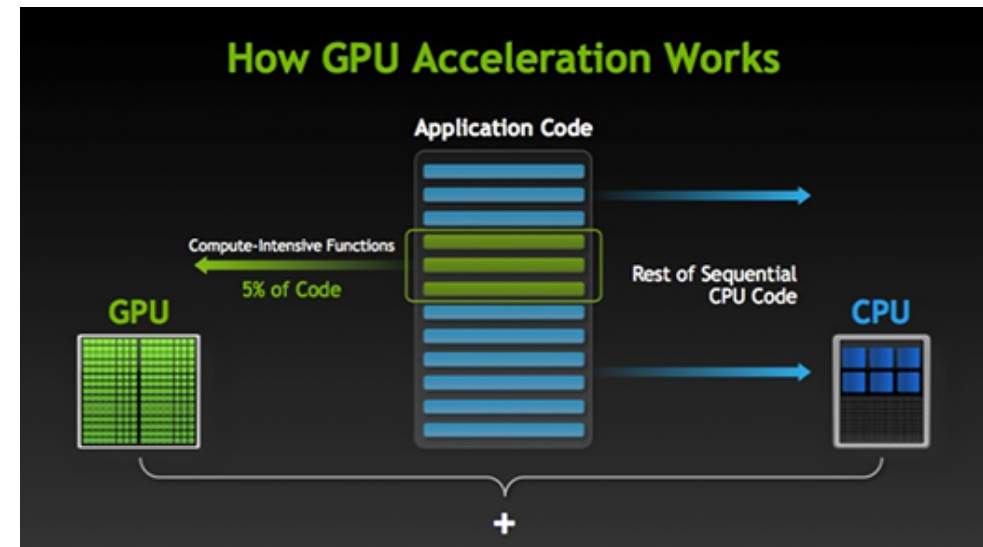 How GPU Acceleration Works
Application Code
Compute-Intensive Functions
5% of Code
Rest of Sequential
CPU Code
GPU
CPU
+